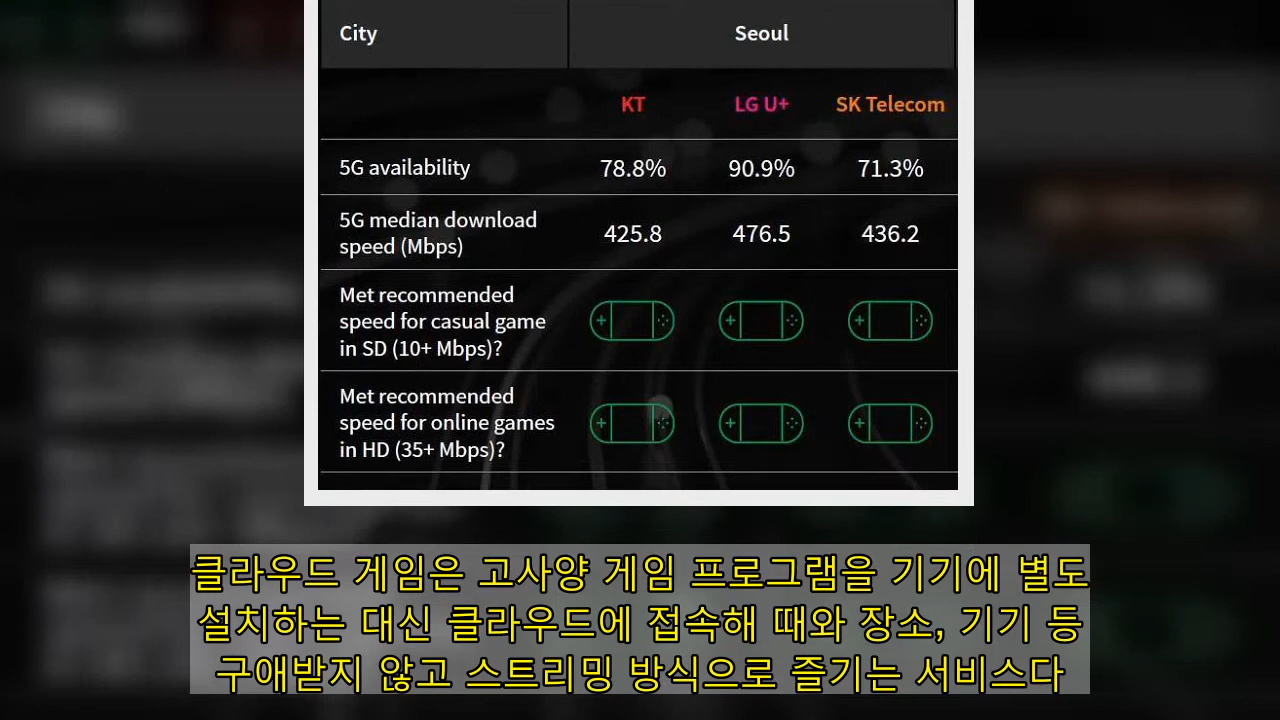 City Seoul
KT LG U+ SK Telecom
5G availability 78.8% 90.9% 71.3%
5G median download
speed (Mbps) 425.8 476.5 436.2
Met recommended
speed for casual game
in SD (10+ Mbps)?
Met recommended
speed for online games
in HD (35+ Mbps)?
클라우드 게임은 고사양 게임 프로그램을 기기에 별도
설치하는 대신 클라우드에 접속해 때와 장소, 기기 등
구애받지 않고 스트리밍 방식으로 즐기는 서비스다